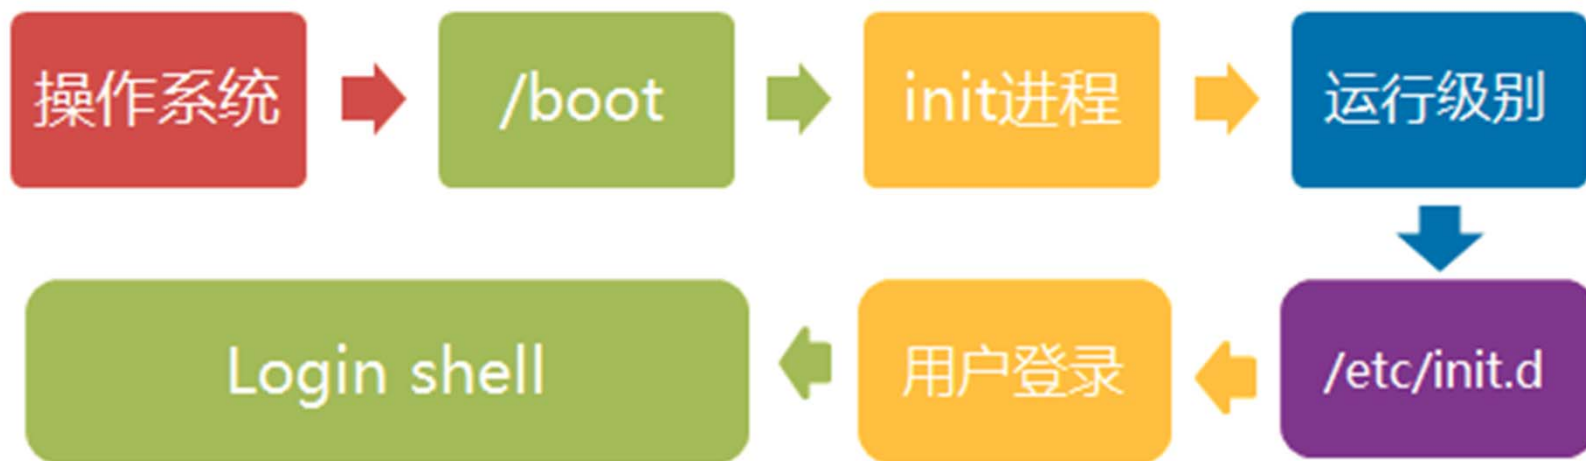 操作系统
/boot
init进程
运行级别
/etc/init.d
用户登录
Login shell